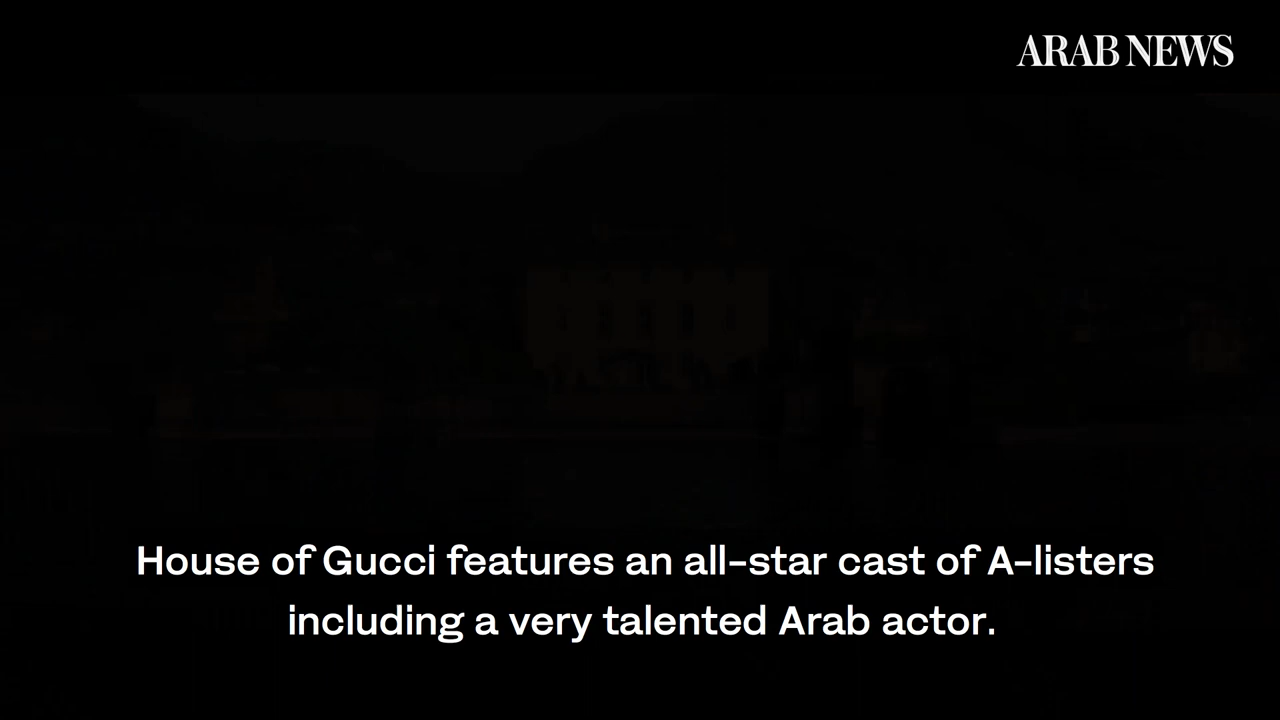 ARAB NEWS
House of Gucci features an all-star cast of A-listers
including a very talented Arab actor.